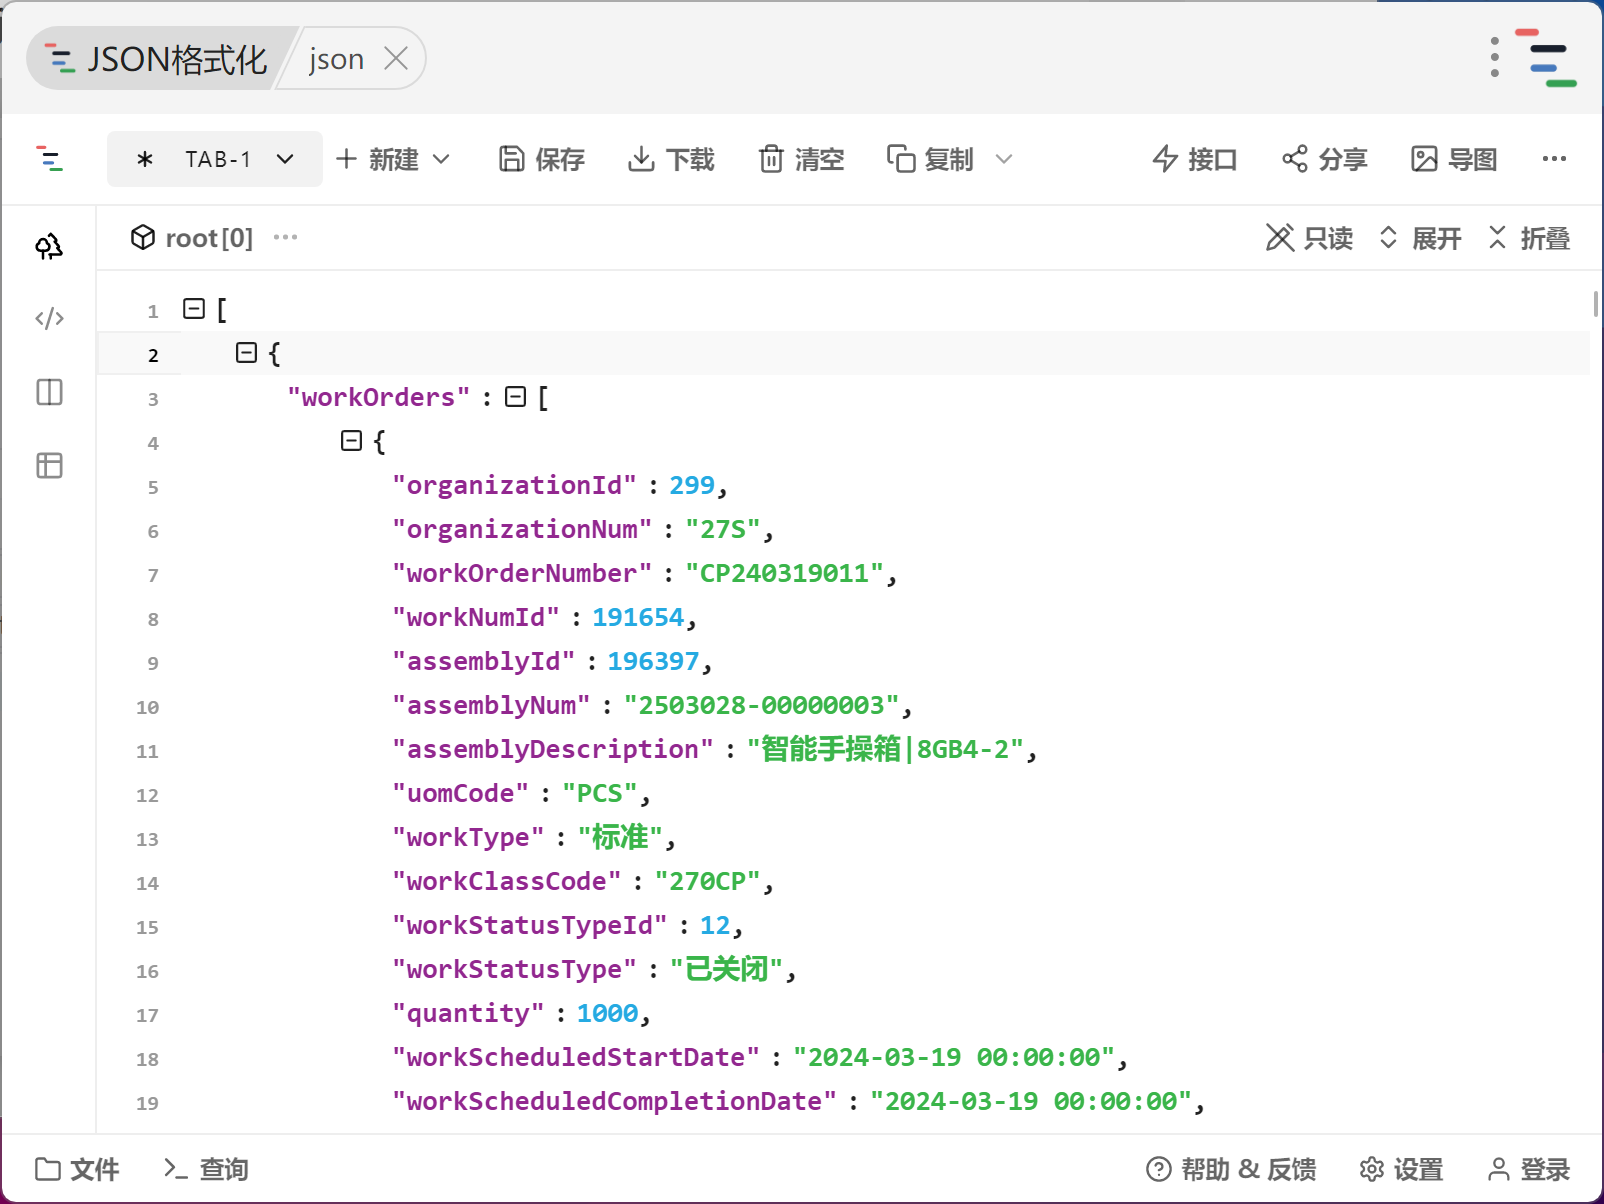 JSON格式化 json
* TAB-1 新建 保存 下载 清空 复制 接口 分享 导图
root[0] 只读 展开 折叠
1 [
2 {
3 "workOrders" : [
4 {
5 "organizationId" : 299,
6 "organizationNum" : "27S",
7 "workOrderNumber" : "CP240319011",
8 "workNumId" : 191654,
9 "assemblyId" : 196397,
10 "assemblyNum" : "2503028-00000003",
11 "assemblyDescription" : "智能手操箱|8GB4-2",
12 "uomCode" : "PCS",
13 "workType" : "标准",
14 "workClassCode" : "270CP",
15 "workStatusTypeId" : 12,
16 "workStatusType" : "已关闭",
17 "quantity" : 1000,
18 "workScheduledStartDate" : "2024-03-19 00:00:00",
19 "workScheduledCompletionDate" : "2024-03-19 00:00:00",
文件 查询 帮助 & 反馈 设置 登录